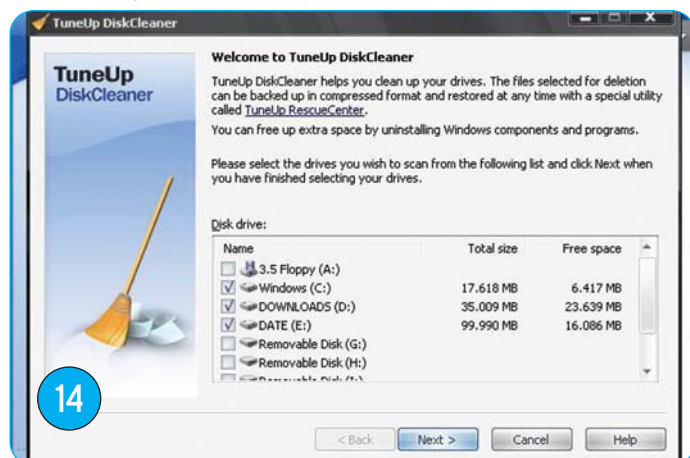 TuneUp DiskCleaner
TuneUp
DiskCleaner
Welcome to TuneUp DiskCleaner
TuneUp DiskCleaner helps you clean up your drives. The files selected for deletion
can be backed up in compressed format and restored at any time with a special utility
called TuneUp RescueCenter.
You can free up extra space by uninstalling Windows components and programs.
Please select the drives you wish to scan from the following list and click Next when
you have finished selecting your drives.
Disk drive:
Name Total size Free space
3.5 Floppy (A:)
Windows (C:) 17.618 MB 6.417 MB
DOWNLOADS (D:) 35.009 MB 23.639 MB
DATE (E:) 99.990 MB 16.086 MB
Removable Disk (G:)
Removable Disk (H:)
14
< Back Next > Cancel Help